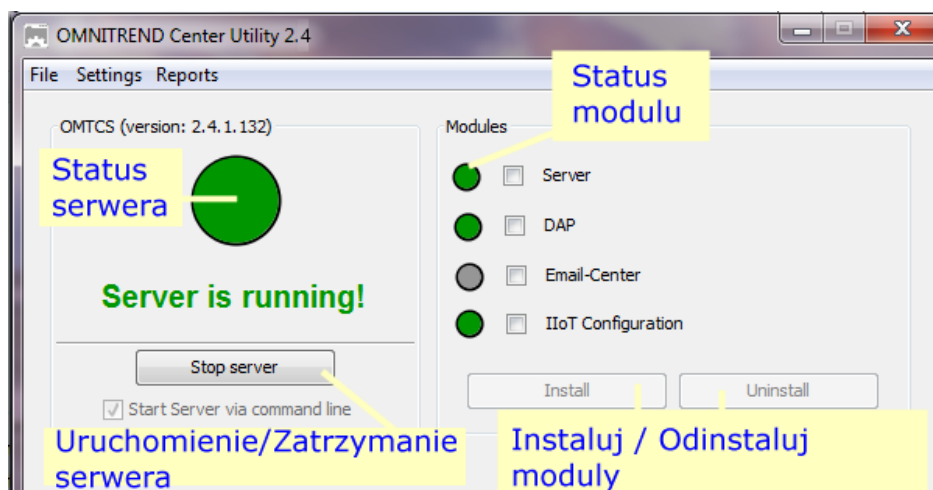 OMNITREND Center Utility 2.4
File Settings Reports
Status
modulu
OMTCS (version: 2.4.1.132)
Modules
Status
serwera
Server
DAP
Email-Center
IIoT Configuration
Server is running!
Stop server
Start Server via command line
Install
Uninstall
Uruchomienie/Zatrzymanie
serwera
Instaluj / Odinstaluj
moduly